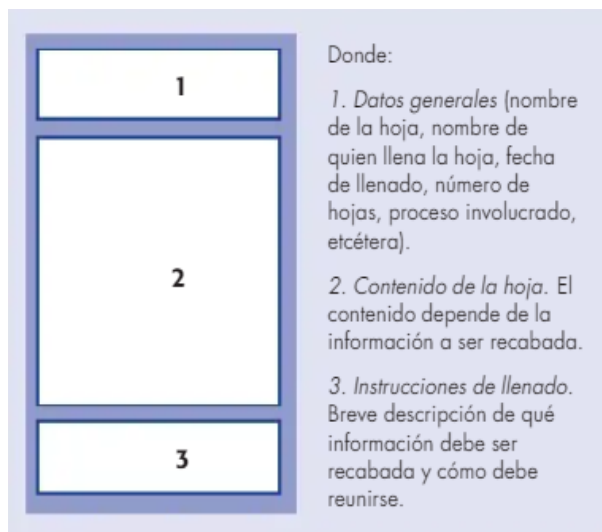 1
2
3
Donde:
1. Datos generales (nombre
de la hoja, nombre de
quien llena la hoja, fecha
de llenado, número de
hojas, proceso involucrado,
etcétera).
2. Contenido de la hoja. El
contenido depende de la
información a ser recabada.
3. Instrucciones de llenado.
Breve descripción de qué
información debe ser
recabada y cómo debe
reunirse.